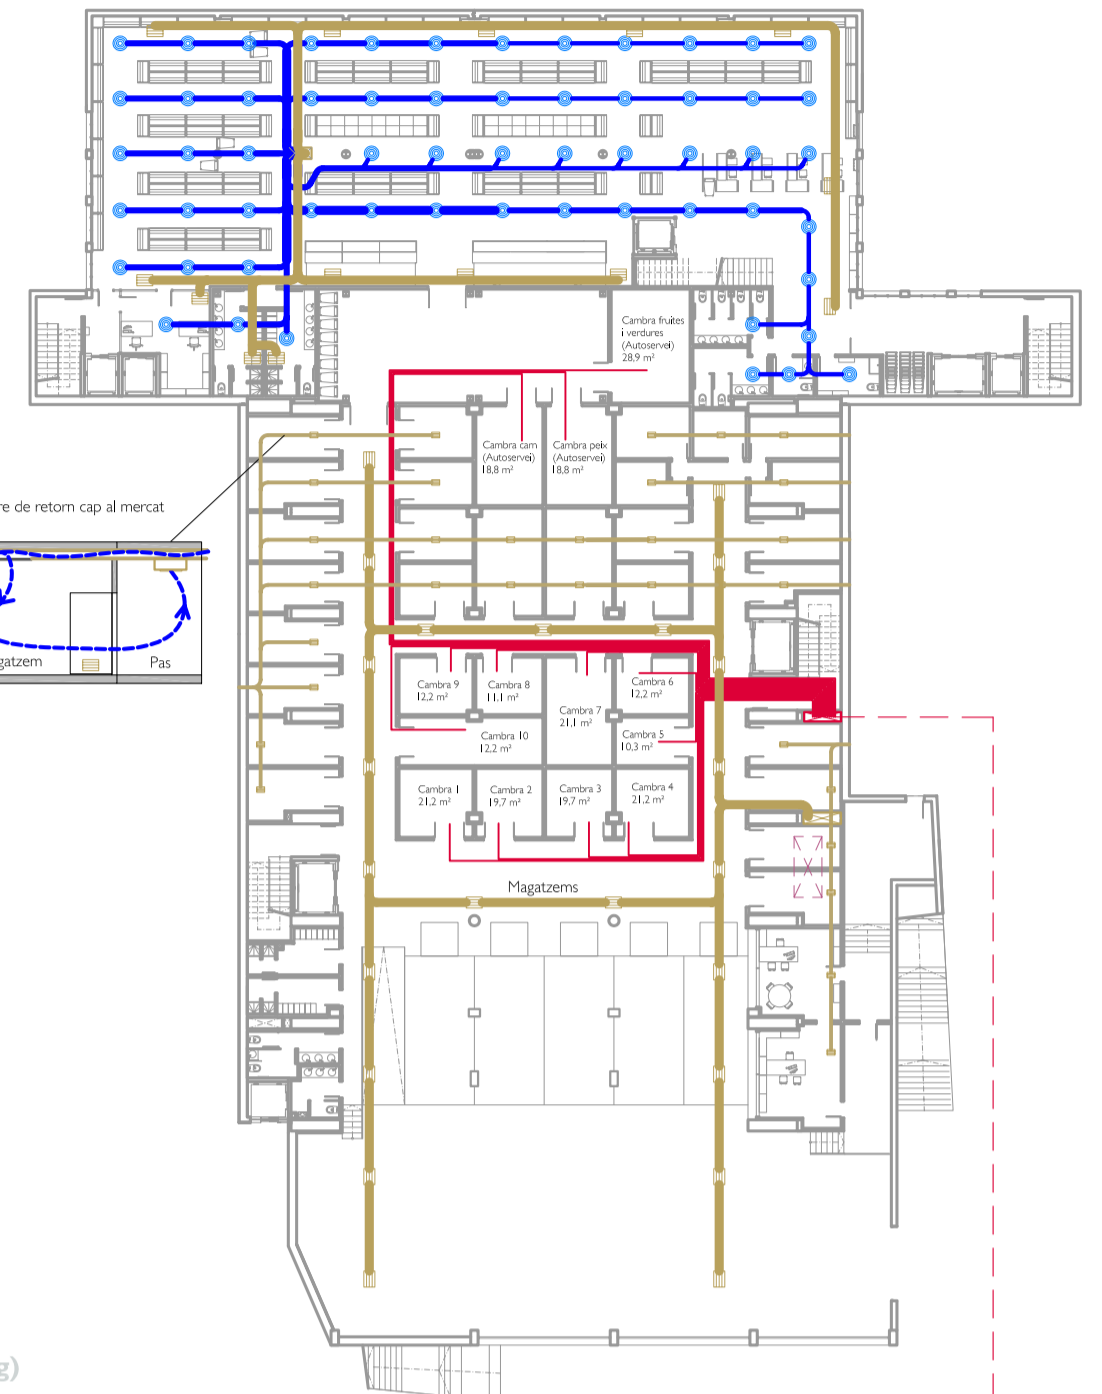 Cambra fruites
i verdures
(Autoservei)
28,9 m²
Cambra carn
(Autoservei)
18,8 m²
Cambra peix
(Autoservei)
18,8 m²
re de retorn cap al mercat
gatzem
Pas
Cambra 9
12,2 m²
Cambra 8
11,1 m²
Cambra 7
21,1 m²
Cambra 6
12,2 m²
Cambra 10
12,2 m²
Cambra 5
10,3 m²
Cambra 1
21,2 m²
Cambra 2
19,7 m²
Cambra 3
19,7 m²
Cambra 4
21,2 m²
Magatzems
g)